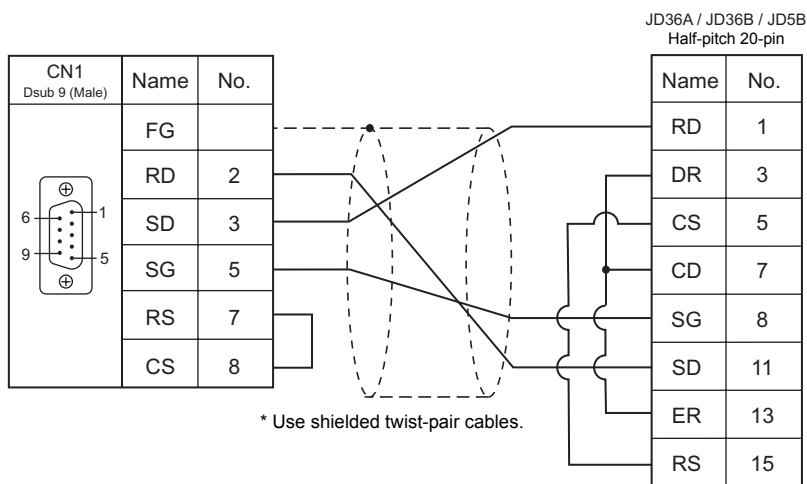 JD36A / JD36B / JD5B
Half-pitch 20-pin
CN1
Dsub 9 (Male)
Name No.
FG
RD 2
SD 3
SG 5
RS 7
CS 8
6
1
9
5
* Use shielded twist-pair cables.
Name No.
RD 1
DR 3
CS 5
CD 7
SG 8
SD 11
ER 13
RS 15